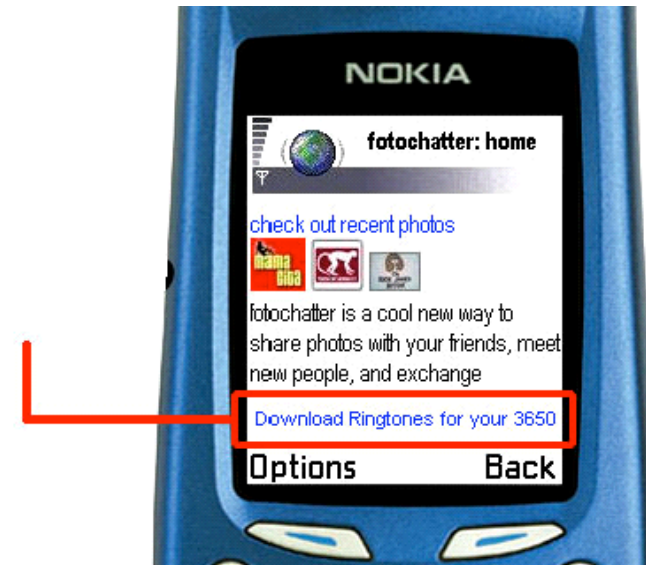 NOKIA
fotochatter: home
check out recent photos
mama
cita
fotochatter is a cool new way to
share photos with your friends, meet
new people, and exchange
Download Ringtones for your 3650
Options
Back